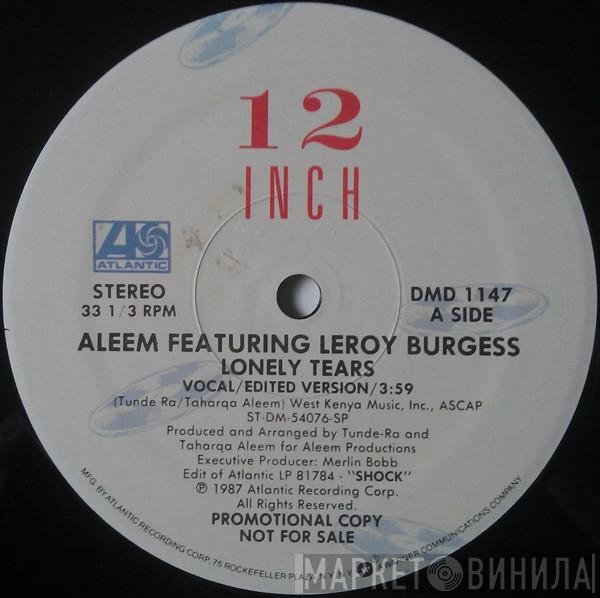 12
INCH
ATLANTIC
STEREO
33 1/3 RPM
DMD 1147
A SIDE
ALEEM FEATURING LEROY BURGESS
LONELY TEARS
VOCAL/EDITED VERSION/3:59
(Tunde Ra/Taharqa Aleem) West Kenya Music, Inc., ASCAP
ST-DM-54076-SP
Produced and Arranged by Tunde-Ra and
Taharqa Aleem for Aleem Productions
Executive Producer: Merlin Bobb
Edit of Atlantic LP 81784 - "SHOCK"
℗ 1987 Atlantic Recording Corp.
All Rights Reserved.
PROMOTIONAL COPY
NOT FOR SALE
MFG. BY ATLANTIC RECORDING CORP. 75 ROCKEFELLER PLAZA, N.Y. N.Y. A WARNER COMMUNICATIONS COMPANY
МАРКЕТ ВИНИЛА